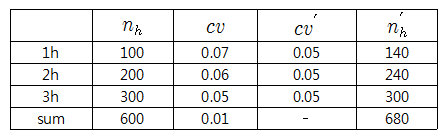 n_h cv cv′ n′_h
1h 100 0.07 0.05 140
2h 200 0.06 0.05 240
3h 300 0.05 0.05 300
sum 600 0.01 - 680